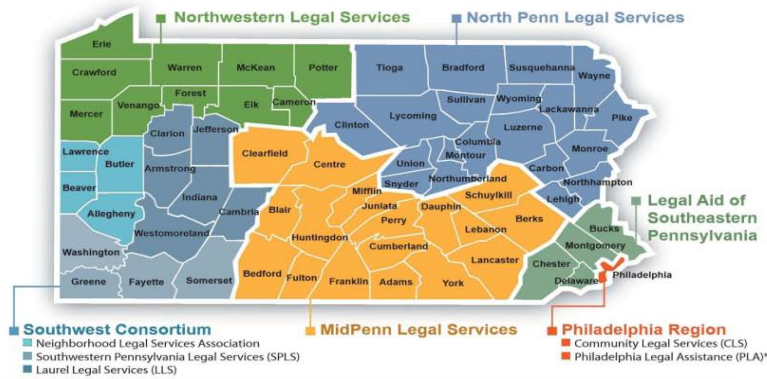 Northwestern Legal Services
North Penn Legal Services
Erie
Crawford
Warren
McKean
Potter
Mercer
Venango
Forest
Elk
Cameron
Tioga
Bradford
Susquehanna
Wayne
Sullivan
Wyoming
Lackawanna
Pike
Lycoming
Clinton
Luzerne
Columbia
Montour
Monroe
Union
Snyder
Northumberland
Carbon
Northampton
Lehigh
Clarion
Jefferson
Lawrence
Butler
Armstrong
Beaver
Indiana
Allegheny
Cambria
Westmoreland
Washington
Greene
Fayette
Somerset
Clearfield
Centre
Mifflin
Blair
Juniata
Dauphin
Schuylkill
Perry
Huntingdon
Lebanon
Berks
Cumberland
Lancaster
Bedford
Fulton
Franklin
Adams
York
Legal Aid of
Southeastern
Pennsylvania
Bucks
Montgomery
Chester
Delaware
Philadelphia
Southwest Consortium
Neighborhood Legal Services Association
Southwestern Pennsylvania Legal Services (SPLS)
Laurel Legal Services (LLS)
MidPenn Legal Services
Philadelphia Region
Community Legal Services (CLS)
Philadelphia Legal Assistance (PLA)*